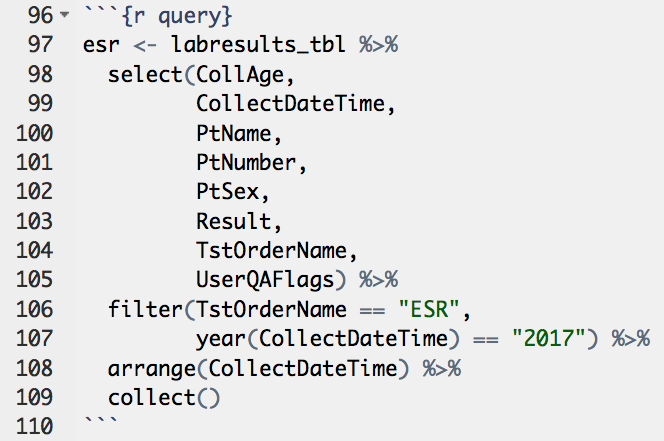 96 ```{r query}
97 esr <- labresults_tbl %>%
98   select(CollAge,
99          CollectDateTime,
100          PtName,
101          PtNumber,
102          PtSex,
103          Result,
104          TstOrderName,
105          UserQAFlags) %>%
106   filter(TstOrderName == "ESR",
107          year(CollectDateTime) == "2017") %>%
108   arrange(CollectDateTime) %>%
109   collect()
110 ```